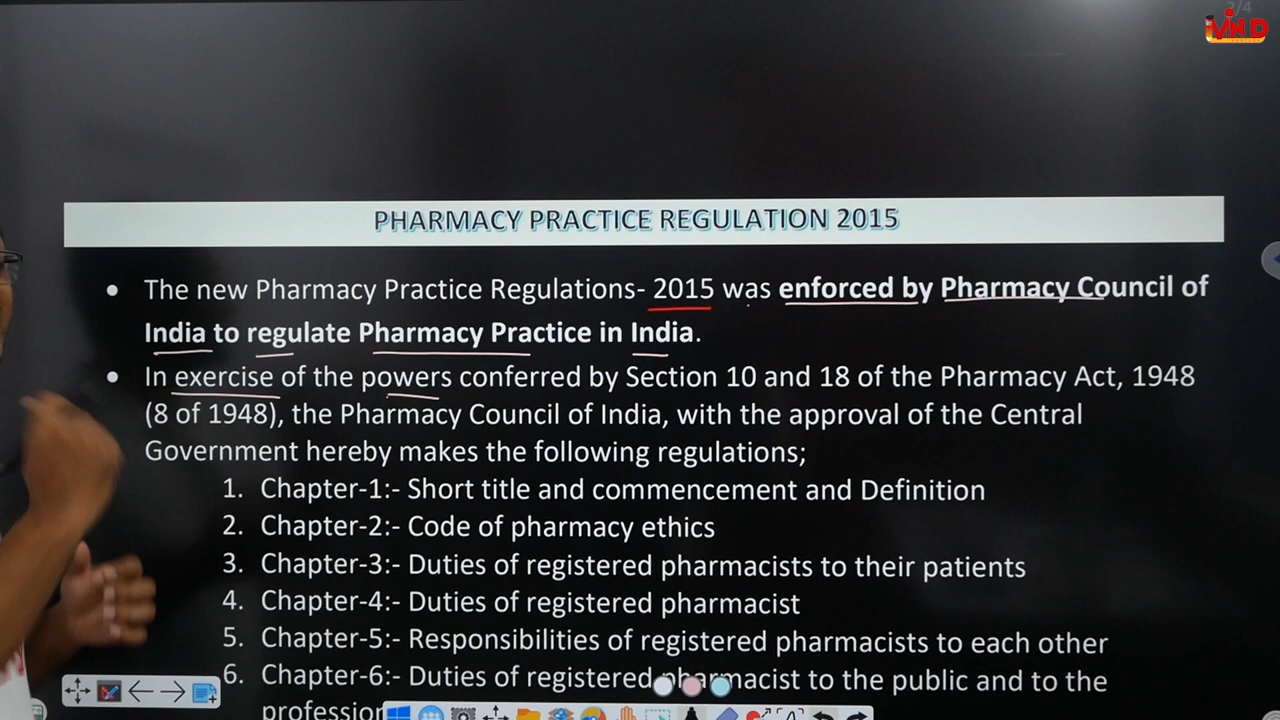 2/4
PHARMACY PRACTICE REGULATION 2015
• The new Pharmacy Practice Regulations- 2015 was enforced by Pharmacy Council of
India to regulate Pharmacy Practice in India.
• In exercise of the powers conferred by Section 10 and 18 of the Pharmacy Act, 1948
(8 of 1948), the Pharmacy Council of India, with the approval of the Central
Government hereby makes the following regulations;
1. Chapter-1:- Short title and commencement and Definition
2. Chapter-2:- Code of pharmacy ethics
3. Chapter-3:- Duties of registered pharmacists to their patients
4. Chapter-4:- Duties of registered pharmacist
5. Chapter-5:- Responsibilities of registered pharmacists to each other
6. Chapter-6:- Duties of registered pharmacist to the public and to the
profession